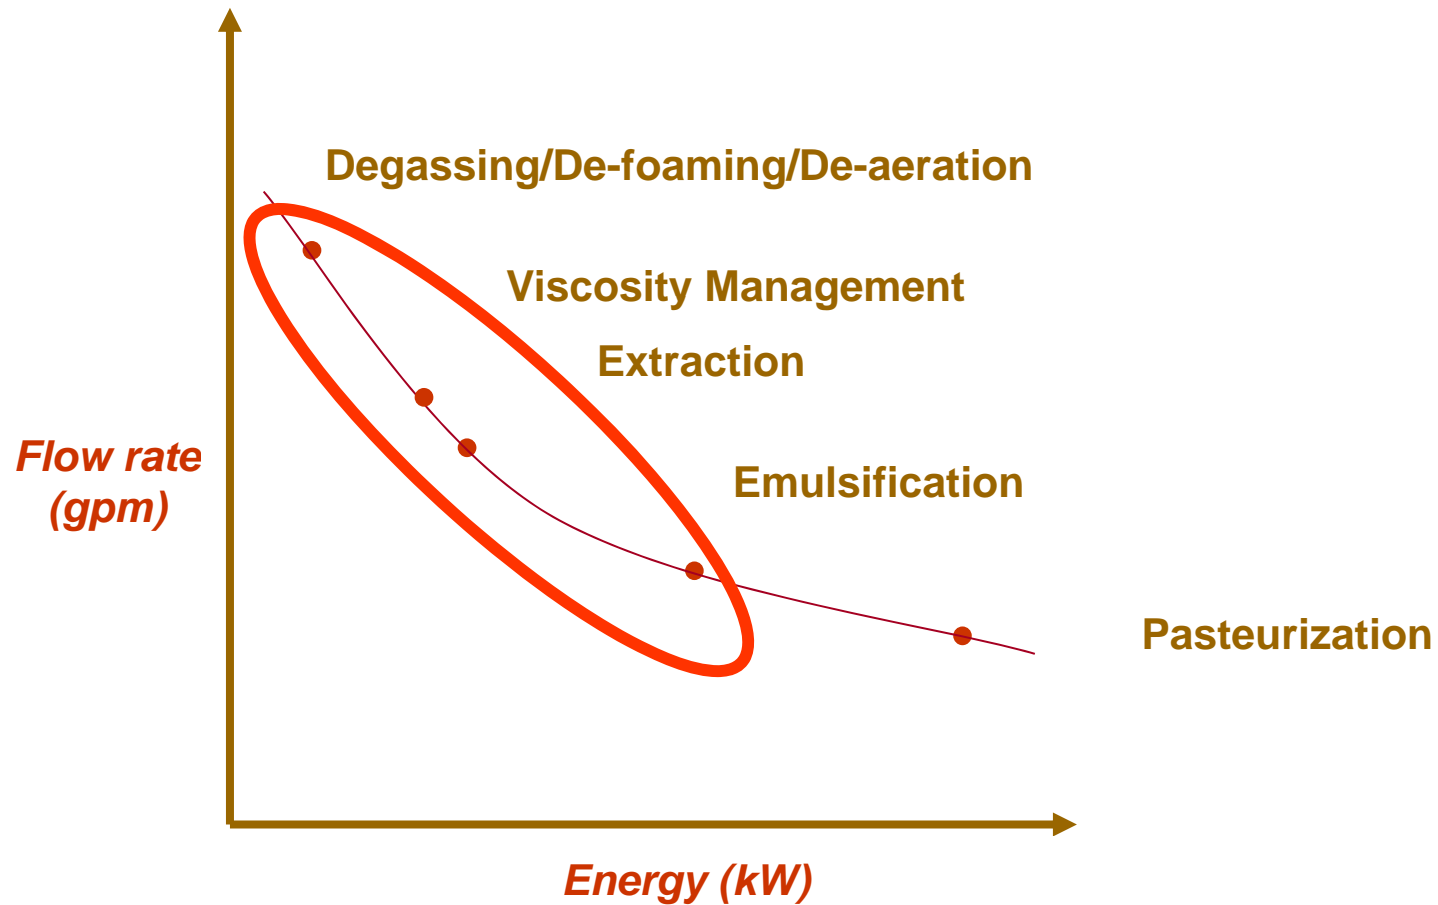 Degassing/De-foaming/De-aeration
Viscosity Management
Extraction
Flow rate
(gpm)
Emulsification
Pasteurization
Energy (kW)